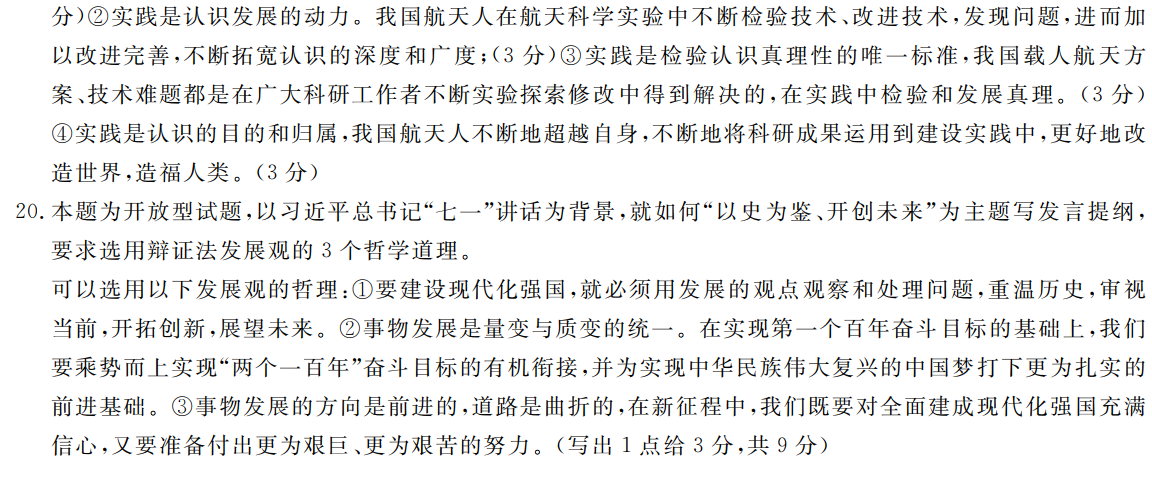 分)②实践是认识发展的动力。我国航天人在航天科学实验中不断检验技术、改进技术,发现问题,进而加
以改进完善,不断拓宽认识的深度和广度;(3 分)③实践是检验认识真理性的唯一标准,我国载人航天方
案、技术难题都是在广大科研工作者不断实验探索修改中得到解决的,在实践中检验和发展真理。(3 分)
④实践是认识的目的和归属,我国航天人不断地超越自身,不断地将科研成果运用到建设实践中,更好地改
造世界,造福人类。(3 分)
20. 本题为开放型试题,以习近平总书记“七一”讲话为背景,就如何“以史为鉴、开创未来”为主题写发言提纲,
要求选用辩证法发展观的 3 个哲学道理。
可以选用以下发展观的哲理:①要建设现代化强国,就必须用发展的观点观察和处理问题,重温历史,审视
当前,开拓创新,展望未来。②事物发展是量变与质变的统一。在实现第一个百年奋斗目标的基础上,我们
要乘势而上实现“两个一百年”奋斗目标的有机衔接,并为实现中华民族伟大复兴的中国梦打下更为扎实的
前进基础。③事物发展的方向是前进的,道路是曲折的,在新征程中,我们既要对全面建成现代化强国充满
信心,又要准备付出更为艰巨、更为艰苦的努力。(写出 1 点给 3 分,共 9 分)